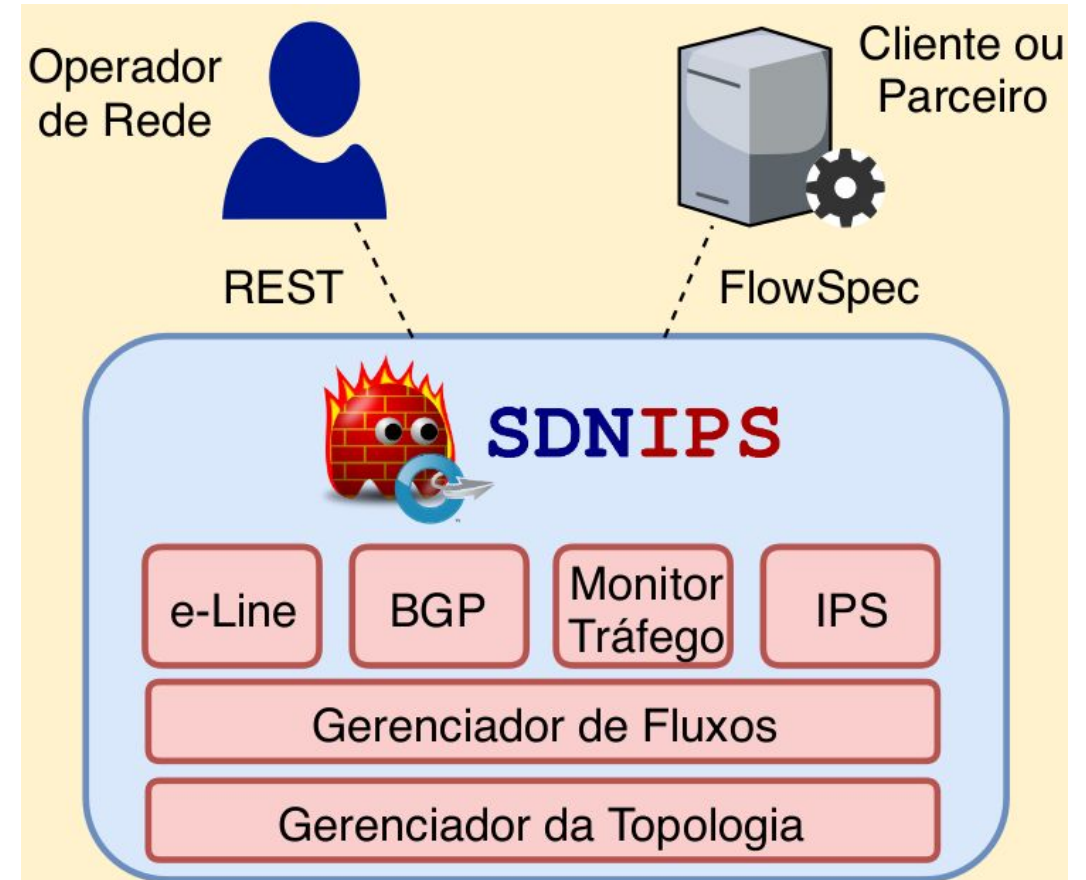 Operador
de Rede
Cliente ou
Parceiro
REST
FlowSpec
SDNIPS
e-Line
BGP
Monitor
Tráfego
IPS
Gerenciador de Fluxos
Gerenciador da Topologia